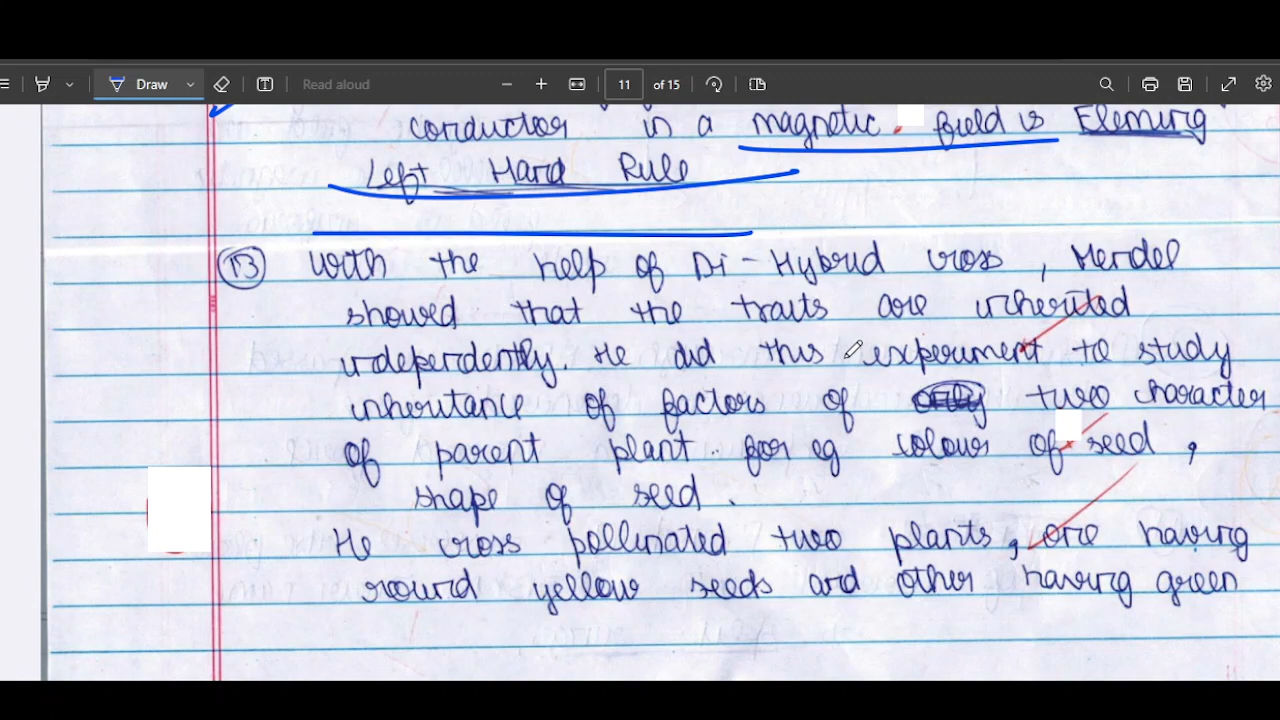 Draw
Read aloud
11 of 15
conductor in a magnetic field is Fleming
Left Hand Rule
13 With the help of Di-Hybrid cross, Mendel
showed that the traits are inherited
independently. He did this experiment to study
inheritance of factors of only two character
of parent plant. for eg colour of seed,
shape of seed.
He cross pollinated two plants, one having
round yellow seeds and other having green